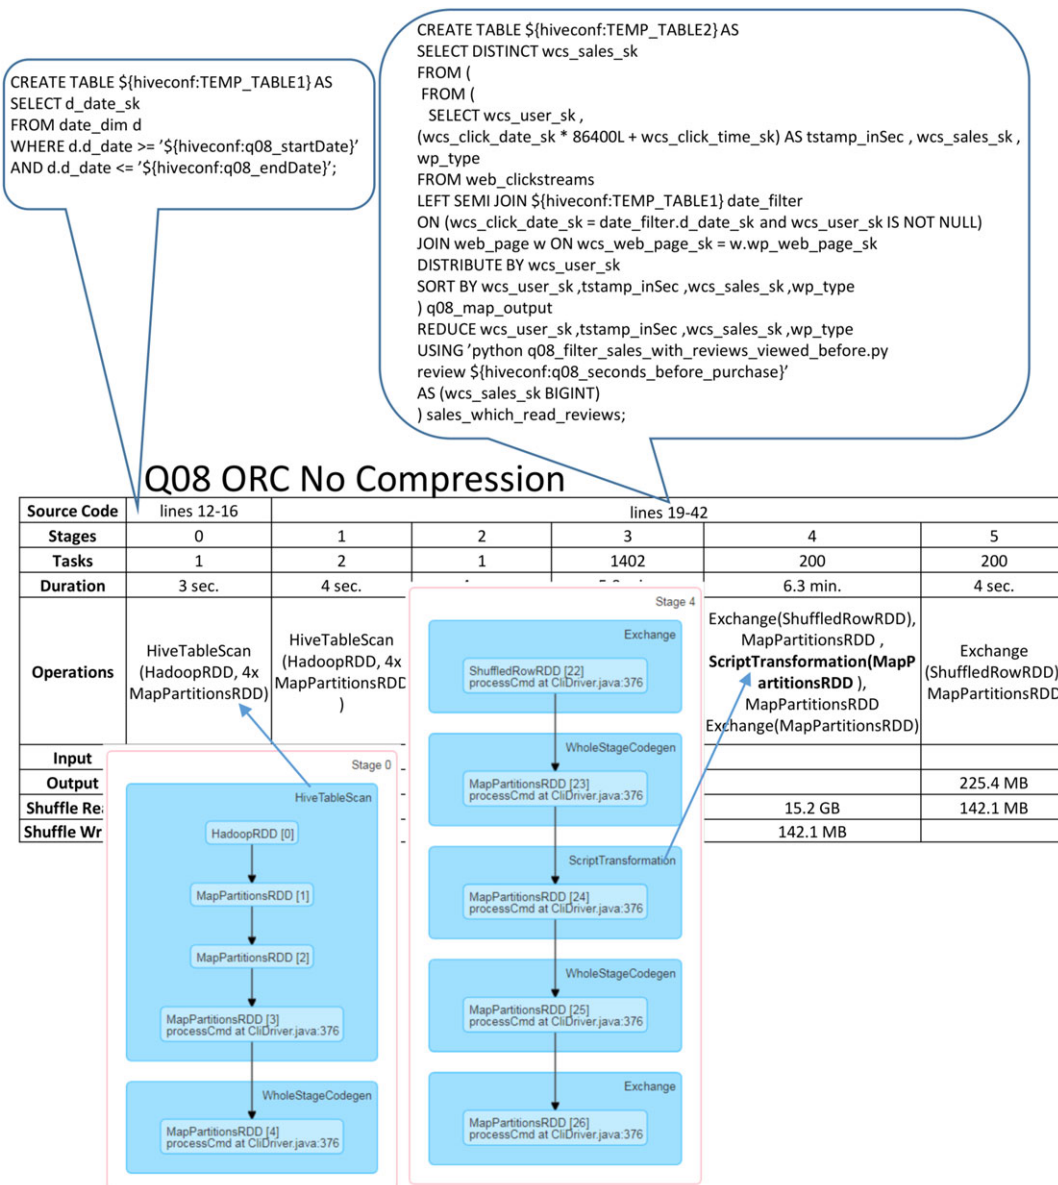 CREATE TABLE ${hiveconf:TEMP_TABLE1} AS
SELECT d_date_sk
FROM date_dim d
WHERE d.d_date >= ’${hiveconf:q08_startDate}’
AND d.d_date <= ’${hiveconf:q08_endDate}’;
CREATE TABLE ${hiveconf:TEMP_TABLE2} AS
SELECT DISTINCT wcs_sales_sk
FROM (
FROM (
SELECT wcs_user_sk ,
(wcs_click_date_sk * 86400L + wcs_click_time_sk) AS tstamp_inSec , wcs_sales_sk ,
wp_type
FROM web_clickstreams
LEFT SEMI JOIN ${hiveconf:TEMP_TABLE1} date_filter
ON (wcs_click_date_sk = date_filter.d_date_sk and wcs_user_sk IS NOT NULL)
JOIN web_page w ON wcs_web_page_sk = w.wp_web_page_sk
DISTRIBUTE BY wcs_user_sk
SORT BY wcs_user_sk ,tstamp_inSec ,wcs_sales_sk ,wp_type
) q08_map_output
REDUCE wcs_user_sk ,tstamp_inSec ,wcs_sales_sk ,wp_type
USING ’python q08_filter_sales_with_reviews_viewed_before.py
review ${hiveconf:q08_seconds_before_purchase}’
AS (wcs_sales_sk BIGINT)
) sales_which_read_reviews;
Q08 ORC No Compression
Source Code lines 12-16 lines 19-42
Stages 0 1 2 3 4 5
Tasks 1 2 1 1402 200 200
Duration 3 sec. 4 sec. 6.3 min. 4 sec.
Operations
HiveTableScan
(HadoopRDD, 4x
MapPartitionsRDD)
HiveTableScan
(HadoopRDD, 4x
MapPartitionsRDD
)
Exchange(ShuffledRowRDD),
MapPartitionsRDD ,
ScriptTransformation(MapP
artitionsRDD ),
MapPartitionsRDD
Exchange(MapPartitionsRDD)
Exchange
(ShuffledRowRDD)
MapPartitionsRDD
Input
Output 225.4 MB
Shuffle 15.2 GB 142.1 MB
Shuffle Wr 142.1 MB
Stage 0
HiveTableScan
HadoopRDD [0]
MapPartitionsRDD [1]
MapPartitionsRDD [2]
MapPartitionsRDD [3]
processCmd at CliDriver.java:376
WholeStageCodegen
MapPartitionsRDD [4]
processCmd at CliDriver.java:376
Stage 4
Exchange
ShuffledRowRDD [22]
processCmd at CliDriver.java:376
WholeStageCodegen
MapPartitionsRDD [23]
processCmd at CliDriver.java:376
ScriptTransformation
MapPartitionsRDD [24]
processCmd at CliDriver.java:376
WholeStageCodegen
MapPartitionsRDD [25]
processCmd at CliDriver.java:376
Exchange
MapPartitionsRDD [26]
processCmd at CliDriver.java:376